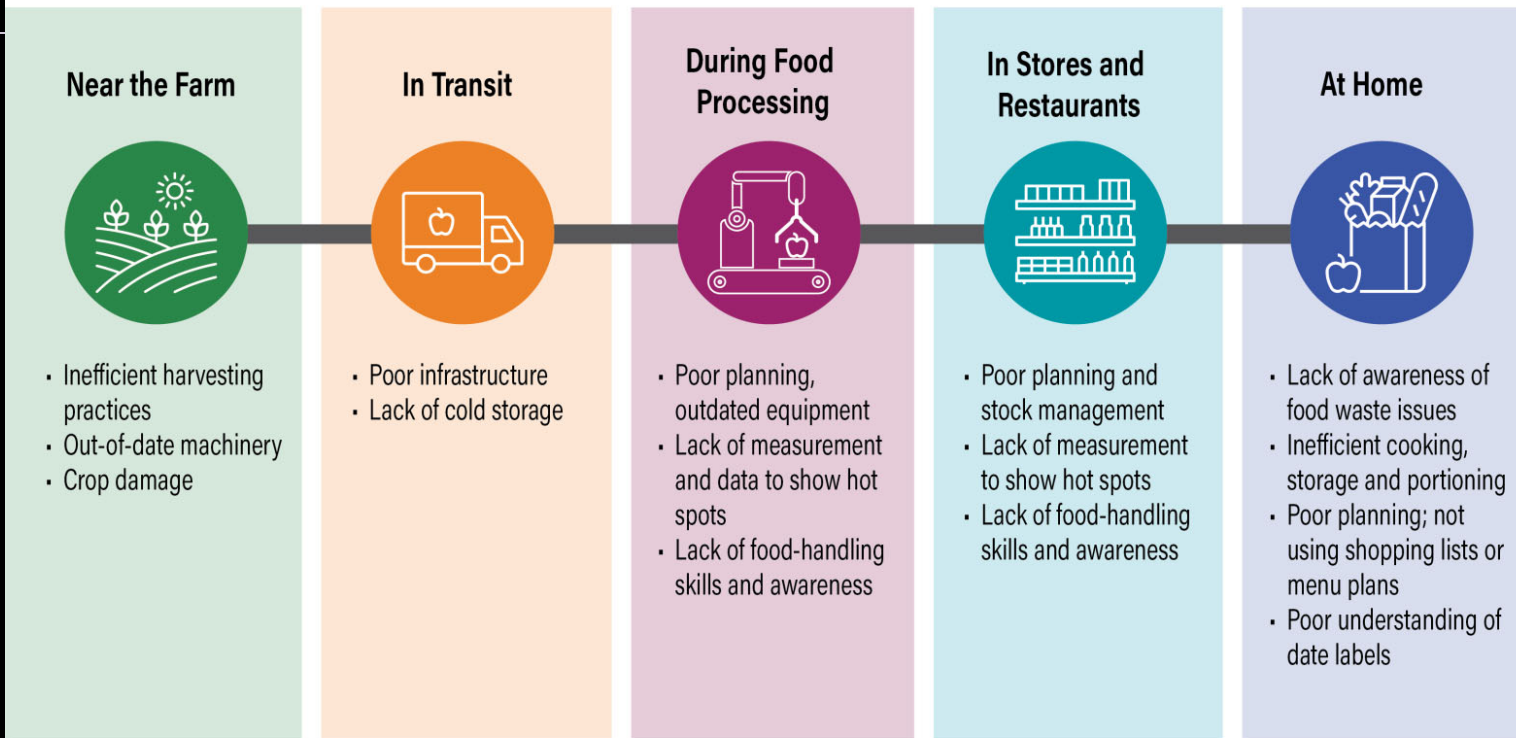 Near the Farm
· Inefficient harvesting
practices
· Out-of-date machinery
· Crop damage
In Transit
· Poor infrastructure
· Lack of cold storage
During Food
Processing
· Poor planning,
outdated equipment
· Lack of measurement
and data to show hot
spots
· Lack of food-handling
skills and awareness
In Stores and
Restaurants
· Poor planning and
stock management
· Lack of measurement
to show hot spots
· Lack of food-handling
skills and awareness
At Home
· Lack of awareness of
food waste issues
· Inefficient cooking,
storage and portioning
· Poor planning; not
using shopping lists or
menu plans
· Poor understanding of
date labels